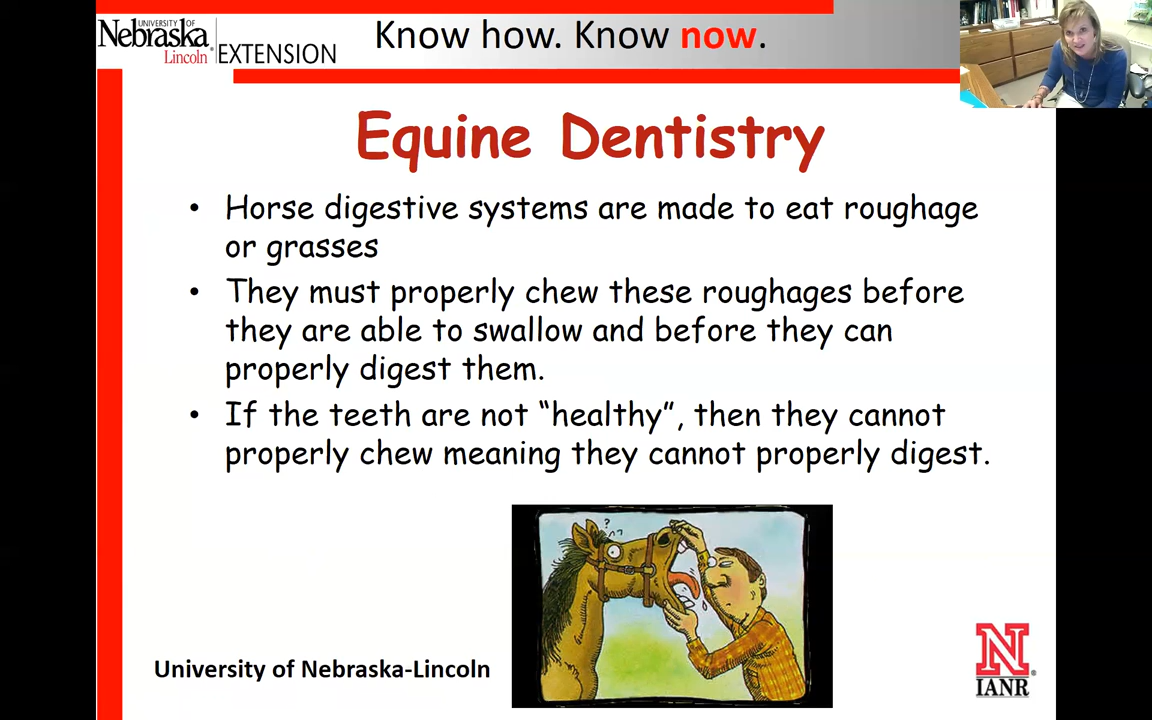 UNIVERSITY OF
Nebraska
Lincoln®
EXTENSION
Know how. Know now.
Equine Dentistry
• Horse digestive systems are made to eat roughage
or grasses
• They must properly chew these roughages before
they are able to swallow and before they can
properly digest them.
• If the teeth are not “healthy”, then they cannot
properly chew meaning they cannot properly digest.
?
University of Nebraska-Lincoln
N
IANR
®